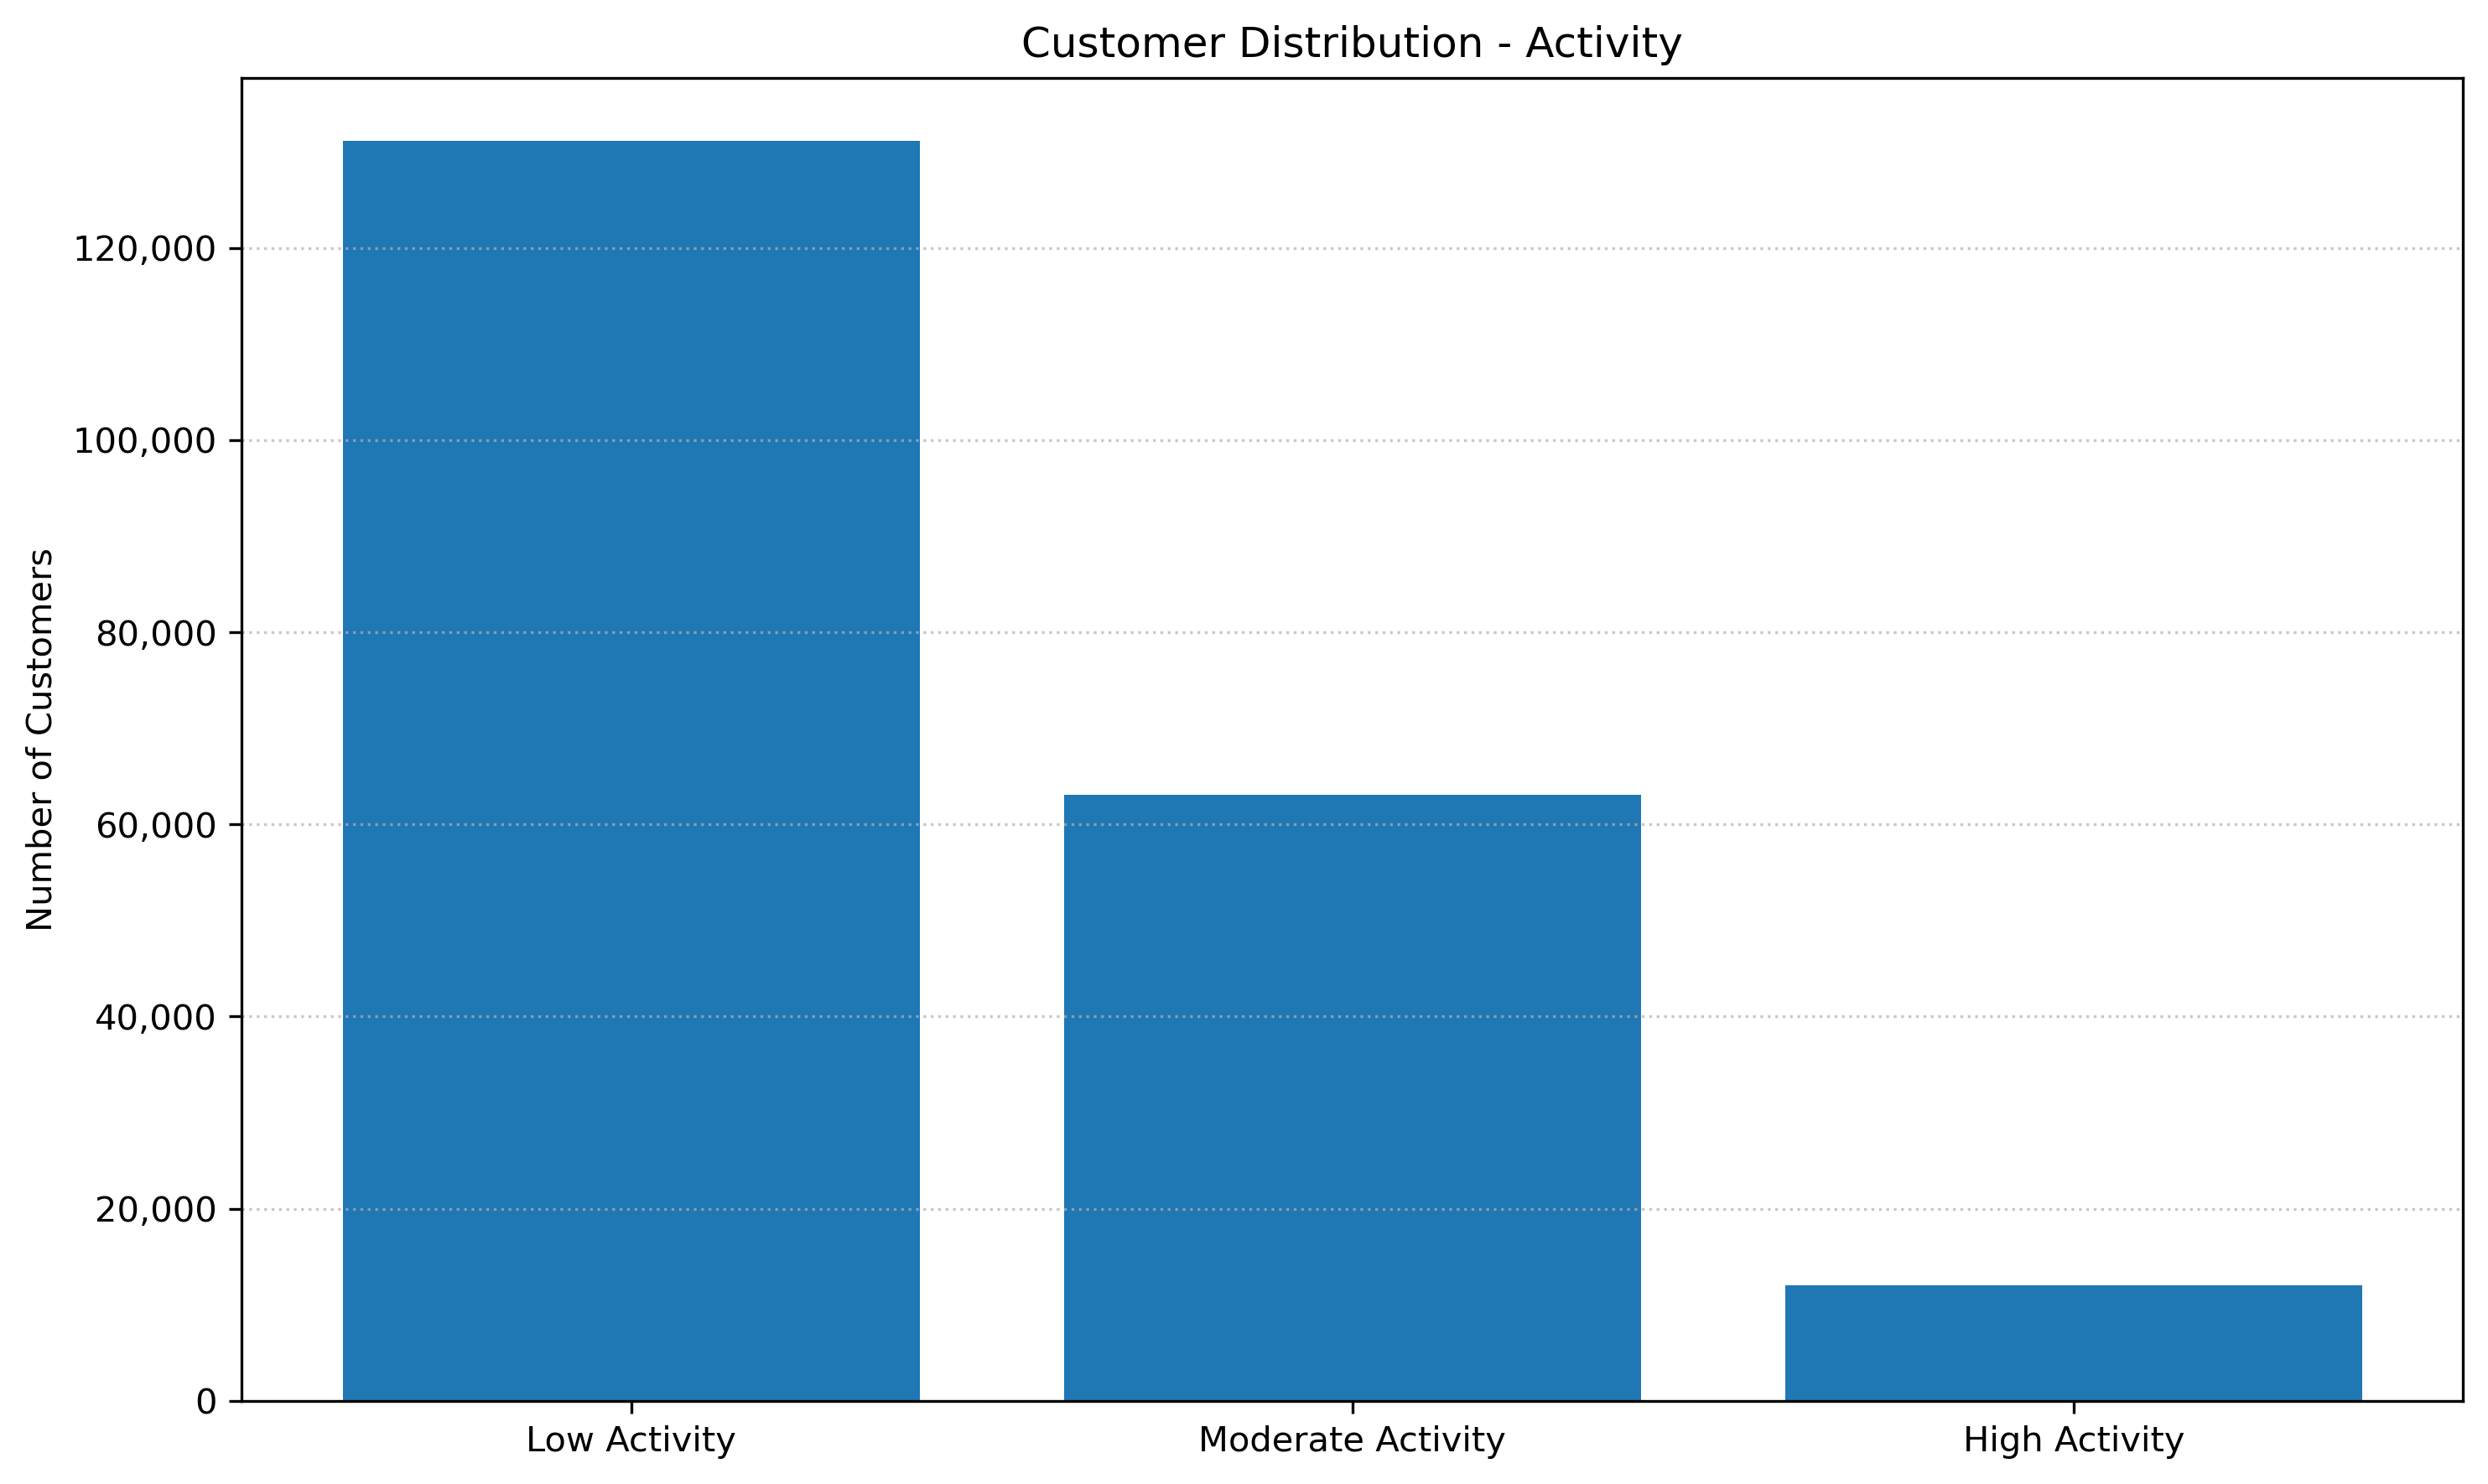 Customer Distribution - Activity
Number of Customers
120,000
100,000
80,000
60,000
40,000
20,000
0
Low Activity
Moderate Activity
High Activity